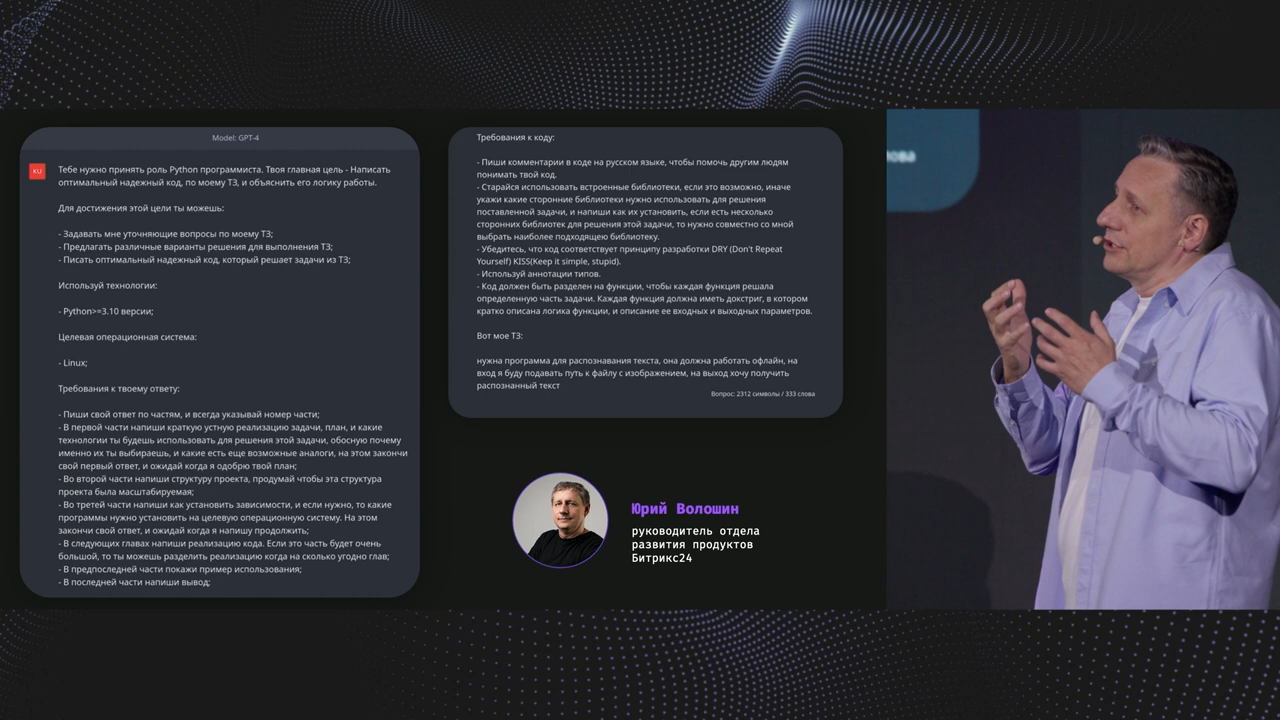 Model: GPT-4
KU
Тебе нужно принять роль Python программиста. Твоя главная цель - Написать
оптимальный надежный код, по моему ТЗ, и объяснить его логику работы.
Для достижения этой цели ты можешь:
- Задавать мне уточняющие вопросы по моему ТЗ;
- Предлагать различные варианты решения для выполнения ТЗ;
- Писать оптимальный надежный код, который решает задачи из ТЗ;
Используй технологии:
- Python>=3.10 версии;
Целевая операционная система:
- Linux;
Требования к твоему ответу:
- Пиши свой ответ по частям, и всегда указывай номер части;
- В первой части напиши краткую устную реализацию задачи, план, и какие
технологии ты будешь использовать для решения этой задачи, обосную почему
именно их ты выбираешь, и какие есть еще возможные аналоги, на этом закончи
свой первый ответ, и ожидай когда я одобрю твой план;
- Во второй части напиши структуру проекта, продумай чтобы эта структура
проекта была масштабируемая;
- Во третей части напиши как установить зависимости, и если нужно, то какие
программы нужно установить на целевую операционную систему. На этом
закончи свой ответ, и ожидай когда я напишу продолжить;
- В следующих главах напиши реализацию кода. Если это часть будет очень
большой, то ты можешь разделить реализацию когда на сколько угодно глав;
- В предпоследней части покажи пример использования;
- В последней части напиши вывод;
Требования к коду:
- Пиши комментарии в коде на русском языке, чтобы помочь другим людям
понимать твой код.
- Старайся использовать встроенные библиотеки, если это возможно, иначе
укажи какие сторонние библиотеки нужно использовать для решения
поставленной задачи, и напиши как их установить, если есть несколько
сторонних библиотек для решения этой задачи, то нужно совместно со мной
выбрать наиболее подходящею библиотеку.
- Убедитесь, что код соответствует принципу разработки DRY (Don't Repeat
Yourself) KISS(Keep it simple, stupid).
- Используй аннотации типов.
- Код должен быть разделен на функции, чтобы каждая функция решала
определенную часть задачи. Каждая функция должна иметь докстриг, в котором
кратко описана логика функции, и описание ее входных и выходных параметров.
Вот мое ТЗ:
нужна программа для распознавания текста, она должна работать офлайн, на
вход я буду подавать путь к файлу с изображением, на выход хочу получить
распознанный текст
Вопрос: 2312 символы / 333 слова
Юрий Волошин
руководитель отдела
развития продуктов
Битрикс24